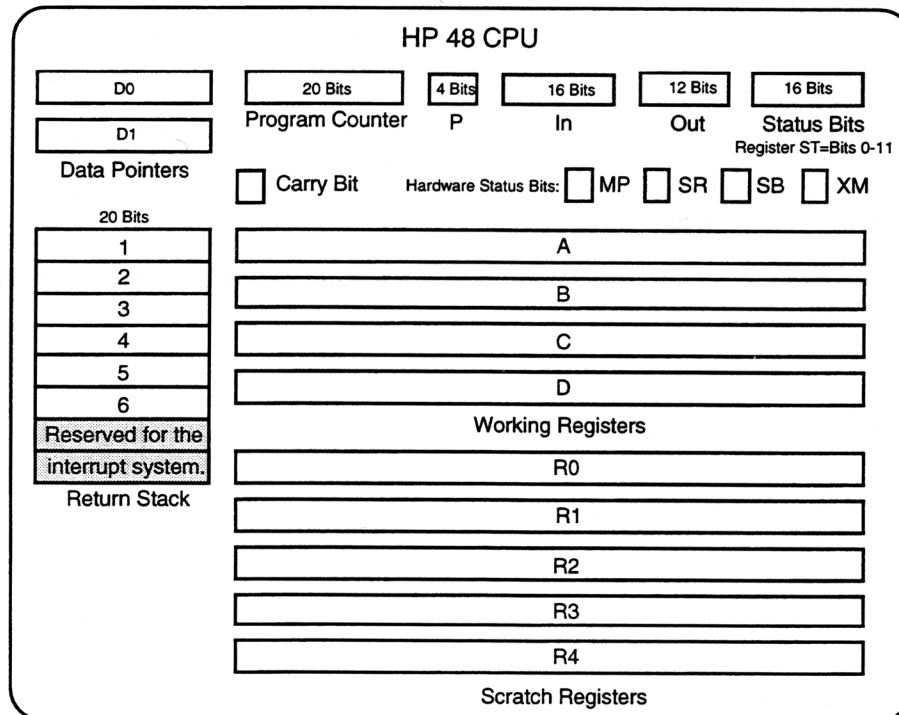 HP 48 CPU
D0
D1
Data Pointers
20 Bits
Program Counter
4 Bits
P
16 Bits
In
12 Bits
Out
16 Bits
Status Bits
Register ST=Bits 0-11
Carry Bit
Hardware Status Bits: MP SR SB XM
20 Bits
1
2
3
4
5
6
Reserved for the
interrupt system.
Return Stack
A
B
C
D
Working Registers
R0
R1
R2
R3
R4
Scratch Registers